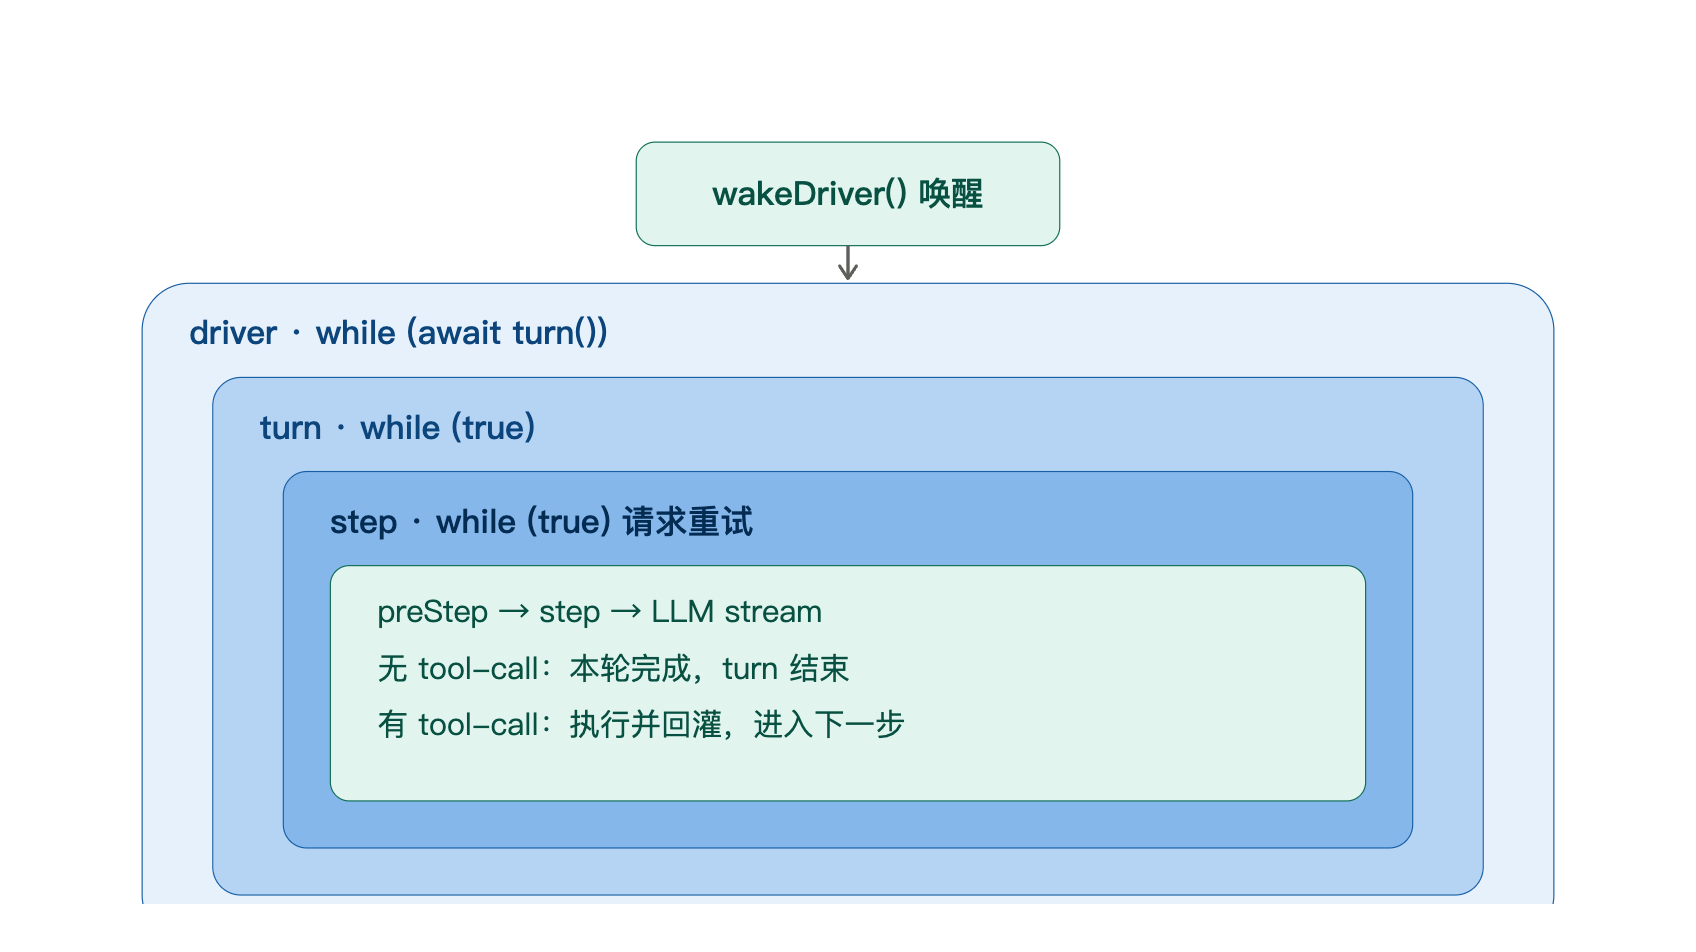 wakeDriver() 唤醒
driver · while (await turn())
turn · while (true)
step · while (true) 请求重试
preStep → step → LLM stream
无 tool-call：本轮完成，turn 结束
有 tool-call：执行并回灌，进入下一步